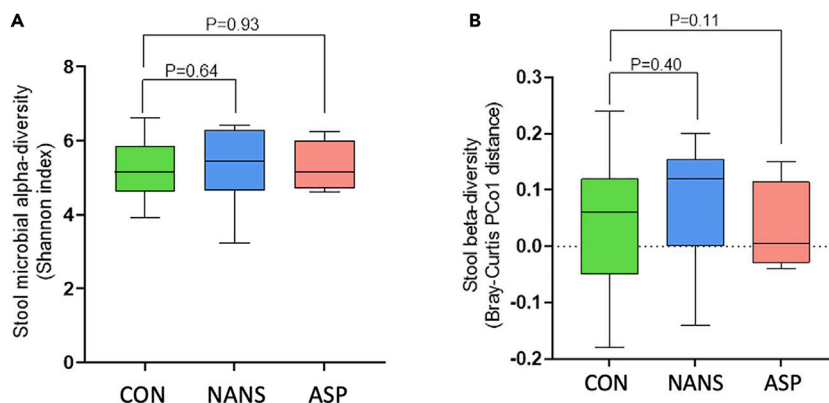 A
P=0.93
P=0.64
8
6
4
2
0
Stool microbial alpha-diversity
(Shannon index)
CON NANS ASP
B
P=0.11
P=0.40
0.3
0.2
0.1
0.0
-0.1
-0.2
Stool beta-diversity
(Bray-Curtis PCo1 distance)
CON NANS ASP